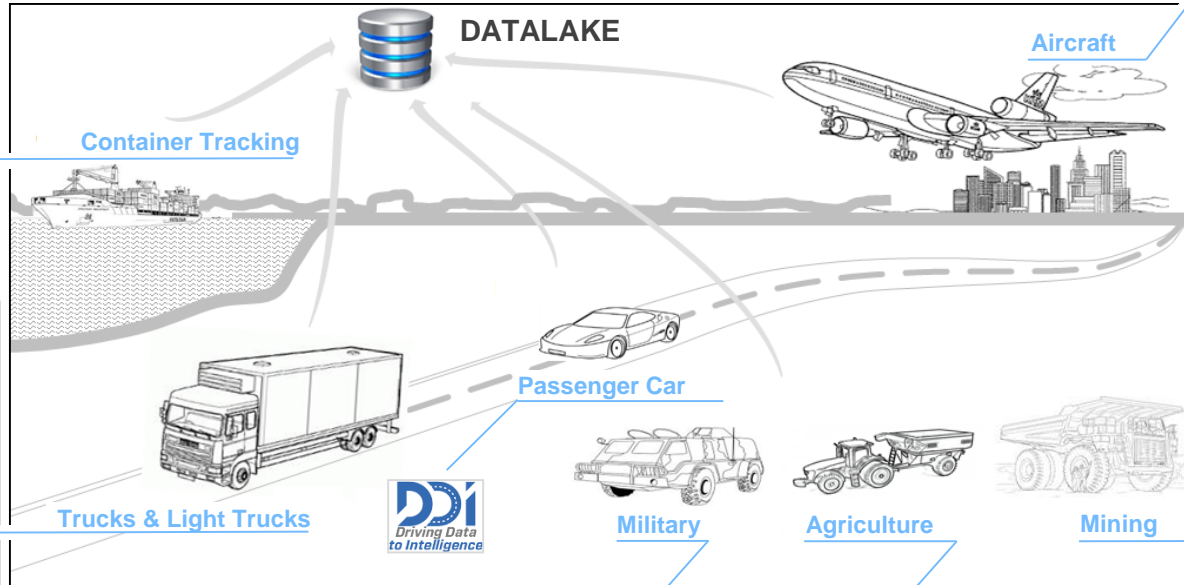 DATALAKE
Aircraft
Container Tracking
Passenger Car
DDi
Driving Data
to Intelligence
Trucks & Light Trucks
Military
Agriculture
Mining